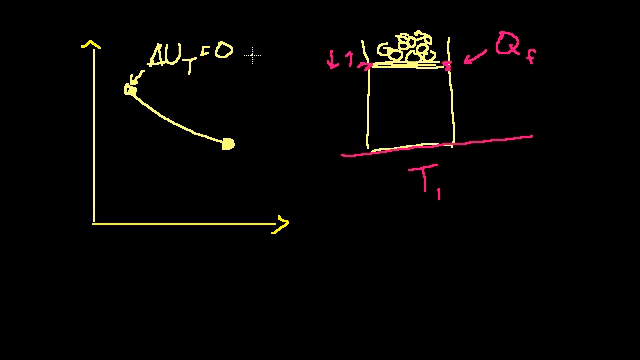 ΔU_T=0
↓↑
Q_f
T_1